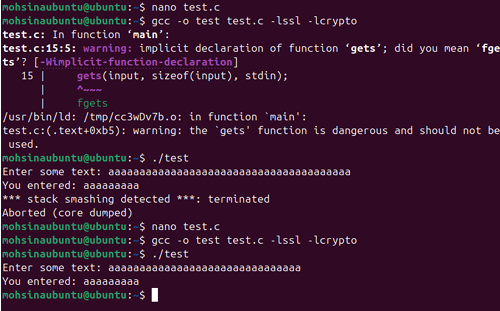 mohsinaubuntu@ubuntu:~$ nano test.c
mohsinaubuntu@ubuntu:~$ gcc -o test test.c -lssl -lcrypto
test.c: In function ‘main’:
test.c:15:5: warning: implicit declaration of function ‘gets’; did you mean ‘fge
ts’? [-Wimplicit-function-declaration]
   15 |     gets(input, sizeof(input), stdin);
      |     ^~~~
      |     fgets
/usr/bin/ld: /tmp/cc3wDv7b.o: in function `main':
test.c:(.text+0xb5): warning: the `gets' function is dangerous and should not be
 used.
mohsinaubuntu@ubuntu:~$ ./test
Enter some text: aaaaaaaaaaaaaaaaaaaaaaaaaaaaaaaaaaaaaaaa
You entered: aaaaaaaaa
*** stack smashing detected ***: terminated
Aborted (core dumped)
mohsinaubuntu@ubuntu:~$ nano test.c
mohsinaubuntu@ubuntu:~$ gcc -o test test.c -lssl -lcrypto
mohsinaubuntu@ubuntu:~$ ./test
Enter some text: aaaaaaaaaaaaaaaaaaaaaaaaaaaaaaaa
You entered: aaaaaaaaa
mohsinaubuntu@ubuntu:~$